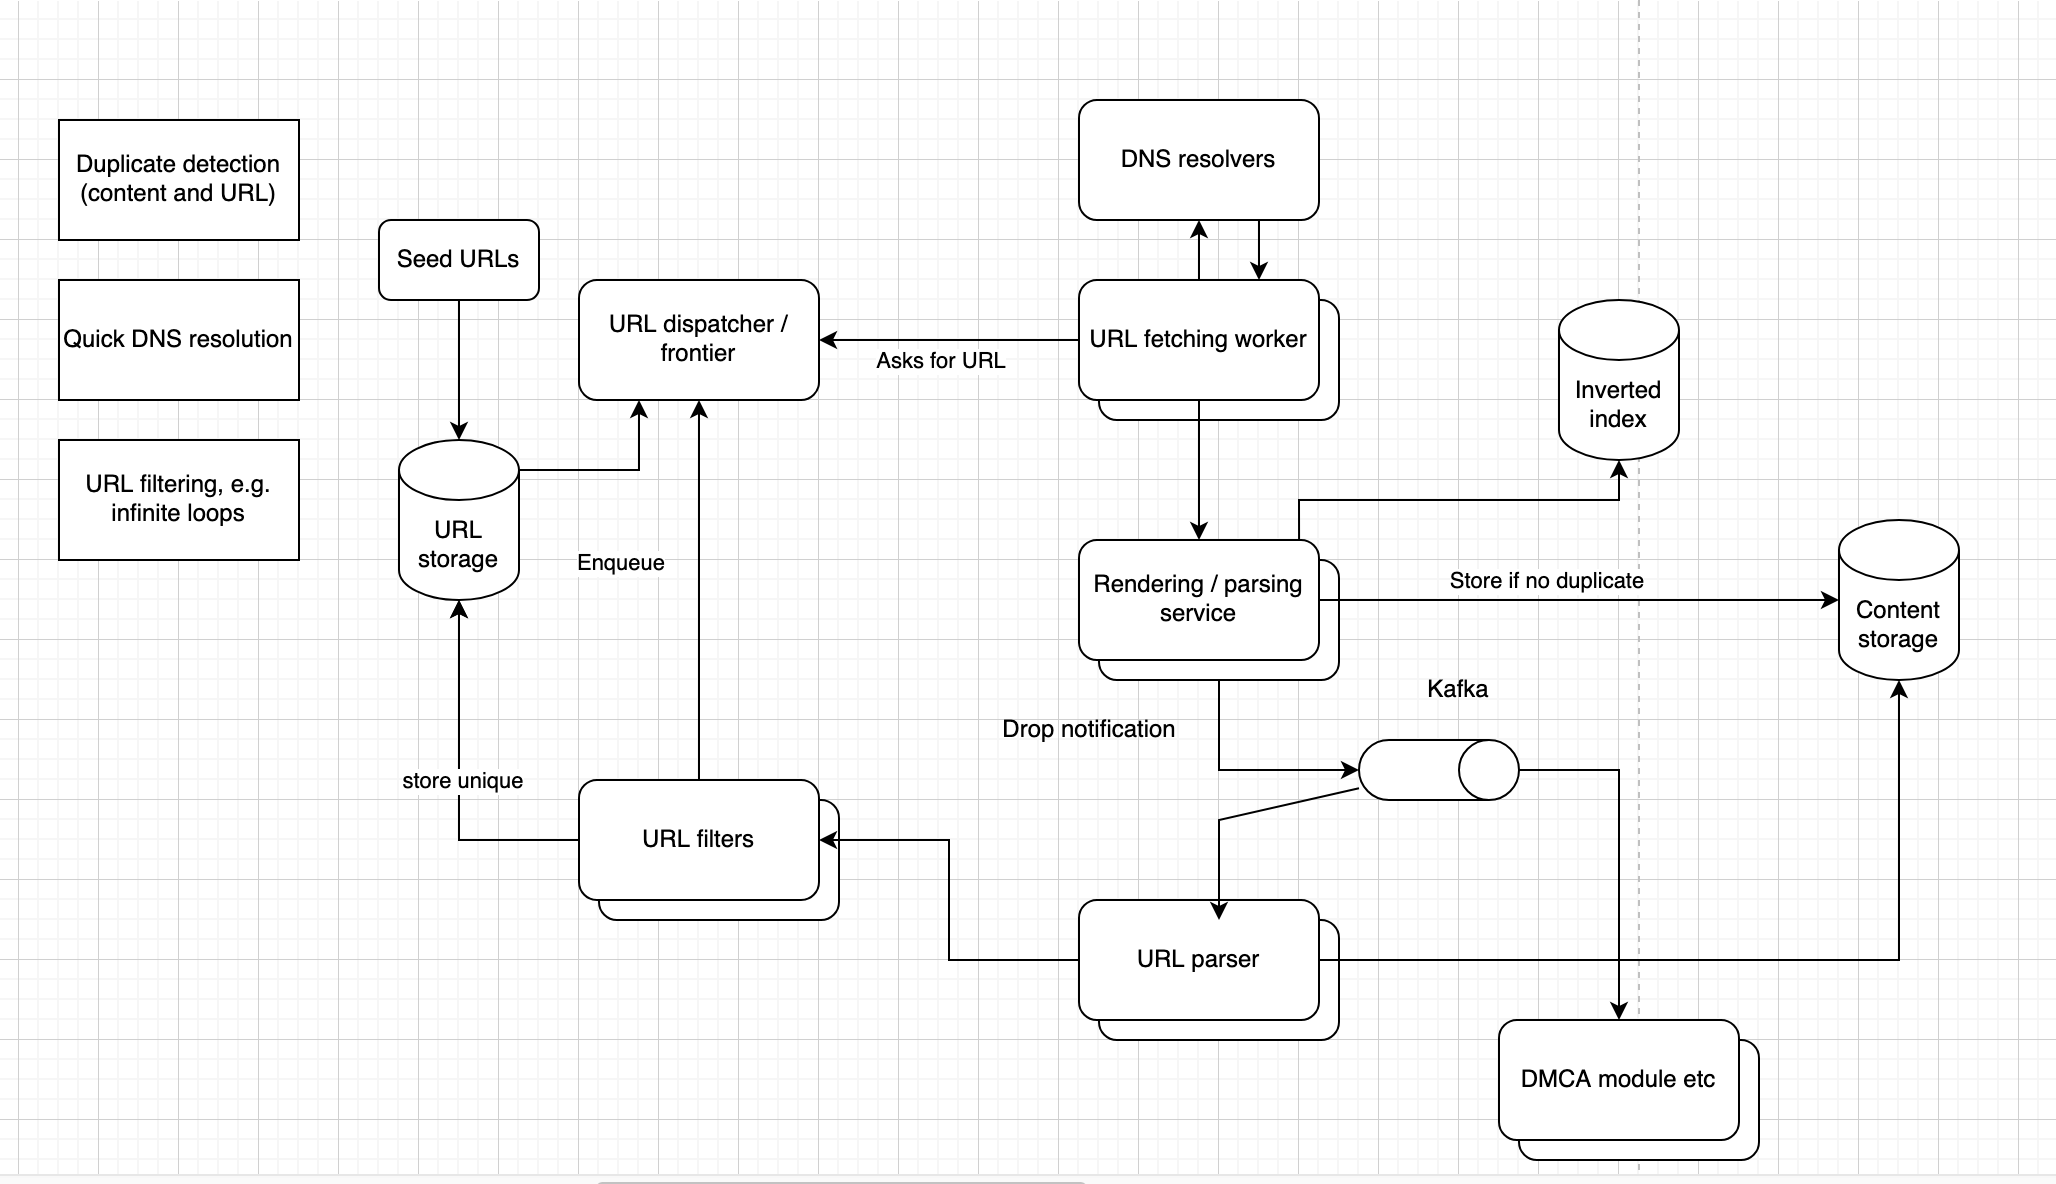 Duplicate detection
(content and URL)
Quick DNS resolution
URL filtering, e.g.
infinite loops
Seed URLs
URL dispatcher /
frontier
URL
storage
Enqueue
store unique
URL filters
DNS resolvers
Asks for URL
URL fetching worker
Rendering / parsing
service
Inverted
index
Store if no duplicate
Content
storage
Drop notification
Kafka
URL parser
DMCA module etc